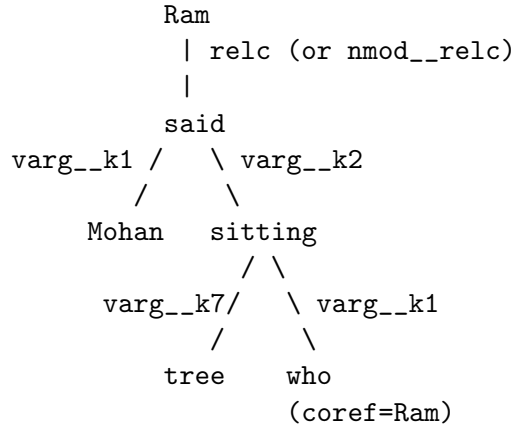 Ram
| relc (or nmod__relc)
|
said
varg__k1 / \ varg__k2
/ \
Mohan sitting
/ \
varg__k7/ \ varg__k1
/ \
tree who
(coref=Ram)